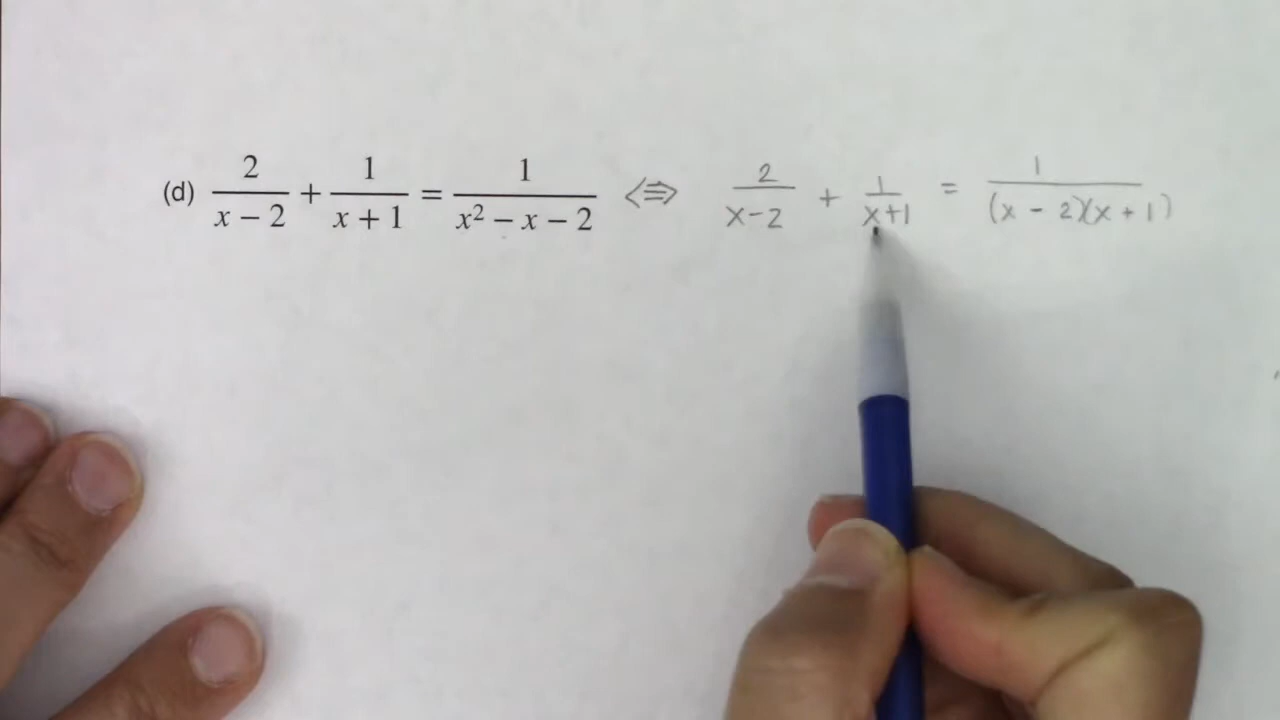 (d) 2/(x − 2) + 1/(x + 1) = 1/(x² − x − 2) <=> 2/(x-2) + 1/(x+1) = 1/((x - 2)(x + 1))